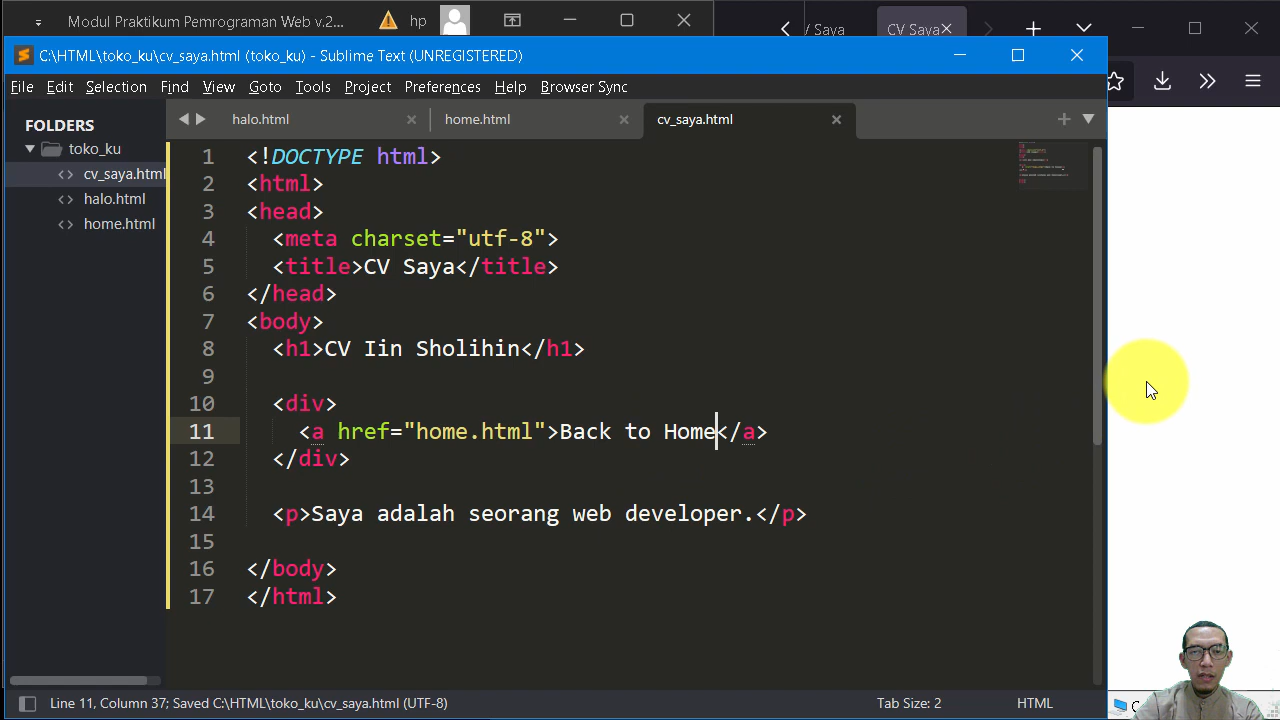 Modul Praktikum Pemrograman Web v.2...
hp
V Saya
CV Saya
C:\HTML\toko_ku\cv_saya.html (toko_ku) - Sublime Text (UNREGISTERED)
File Edit Selection Find View Goto Tools Project Preferences Help Browser Sync
FOLDERS
toko_ku
cv_saya.html
halo.html
home.html
halo.html
home.html
cv_saya.html
1 <!DOCTYPE html>
2 <html>
3 <head>
4 <meta charset="utf-8">
5 <title>CV Saya</title>
6 </head>
7 <body>
8 <h1>CV Iin Sholihin</h1>
9
10 <div>
11 <a href="home.html">Back to Home</a>
12 </div>
13
14 <p>Saya adalah seorang web developer.</p>
15
16 </body>
17 </html>
Line 11, Column 37; Saved C:\HTML\toko_ku\cv_saya.html (UTF-8)
Tab Size: 2
HTML